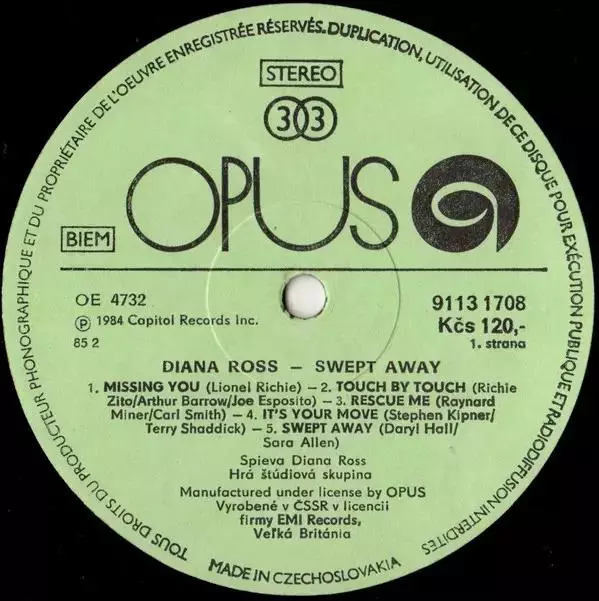 TOUS DROITS DU PRODUCTEUR PHONOGRAPHIQUE ET DU PROPRIÉTAIRE DE L'OEUVRE ENREGISTRÉE RÉSERVÉS. DUPLICATION, UTILISATION DE CE DISQUE POUR EXÉCUTION PUBLIQUE ET RADIODIFFUSION INTERDITES
STEREO
33
OPUS
BIEM
OE 4732
Ⓟ 1984 Capitol Records Inc.
85 2
9113 1708
Kčs 120,-
1. strana
DIANA ROSS – SWEPT AWAY
1. MISSING YOU (Lionel Richie) – 2. TOUCH BY TOUCH (Richie
Zito/Arthur Barrow/Joe Esposito) – 3. RESCUE ME (Raynard
Miner/Carl Smith) – 4. IT'S YOUR MOVE (Stephen Kipner/
Terry Shaddick) – 5. SWEPT AWAY (Daryl Hall/
Sara Allen)
Spieva Diana Ross
Hrá štúdiová skupina
Manufactured under license by OPUS
Vyrobené v ČSSR v licencii
firmy EMI Records,
Veľká Británia
MADE IN CZECHOSLOVAKIA